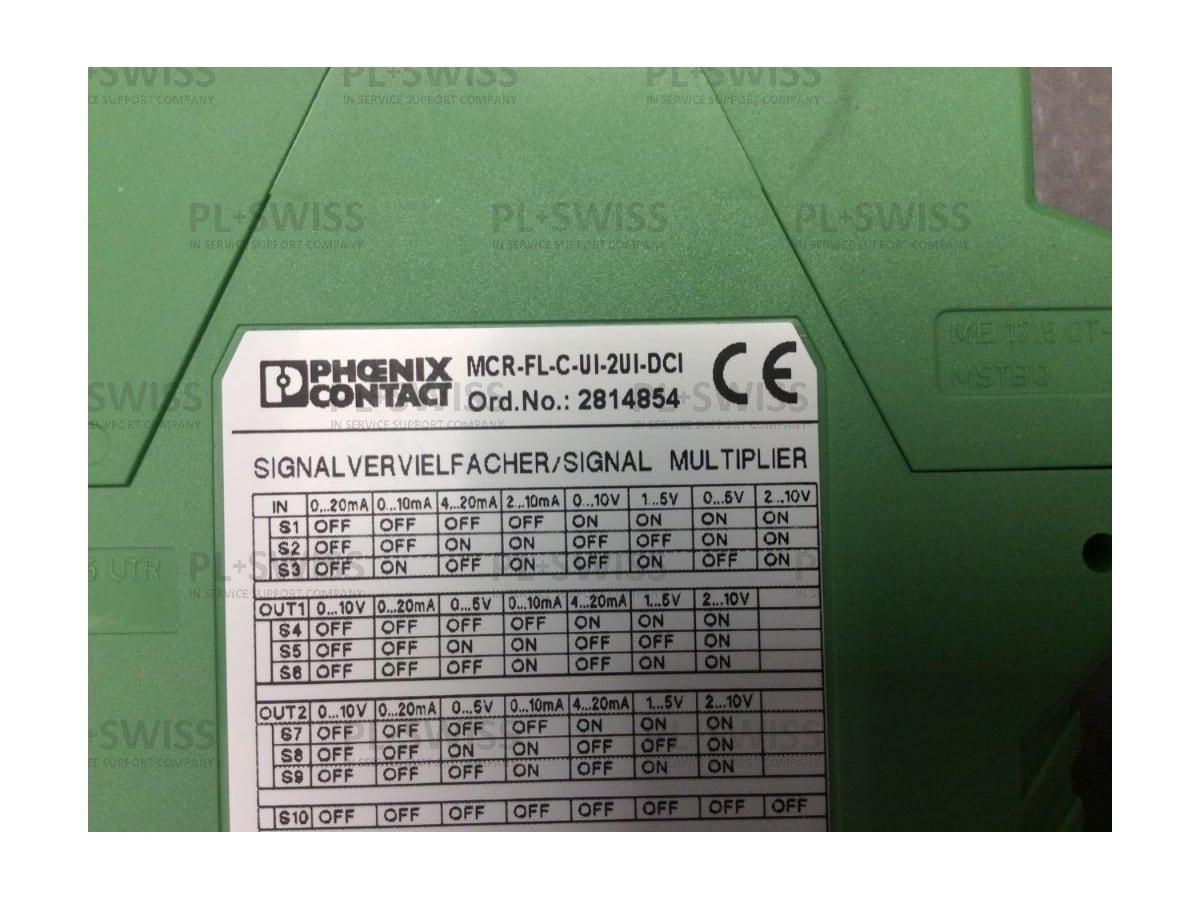 PL+SWISS PL+SWISS PL+SWISS
IN SERVICE SUPPORT COMPANY IN SERVICE SUPPORT COMPANY IN SERVICE SUPPORT COMPANY
PL+SWISS PL+SWISS PL+SWISS
IN SERVICE SUPPORT COMPANY IN SERVICE SUPPORT COMPANY IN SERVICE SUPPORT COMPANY
ME 17,5 OT-
MSTBO
PHŒNIX CONTACT
MCR-FL-C-UI-2UI-DCI
Ord.No.: 2814854
CE
SIGNALVERVIELFACHER/SIGNAL MULTIPLIER
IN 0...20mA 0...10mA 4...20mA 2...10mA 0...10V 1...5V 0...5V 2...10V
S1 OFF OFF OFF OFF ON ON ON ON
S2 OFF OFF ON ON OFF OFF ON ON
S3 OFF ON OFF ON OFF ON OFF ON
OUT1 0...10V 0...20mA 0...5V 0...10mA 4...20mA 1...5V 2...10V
S4 OFF OFF OFF OFF ON ON ON
S5 OFF OFF ON ON OFF OFF ON
S6 OFF OFF OFF ON OFF ON ON
OUT2 0...10V 0...20mA 0...5V 0...10mA 4...20mA 1...5V 2...10V
S7 OFF OFF OFF OFF ON ON ON
S8 OFF OFF ON ON OFF OFF ON
S9 OFF OFF OFF ON OFF ON ON
S10 OFF OFF OFF OFF OFF OFF OFF OFF
5 UTR